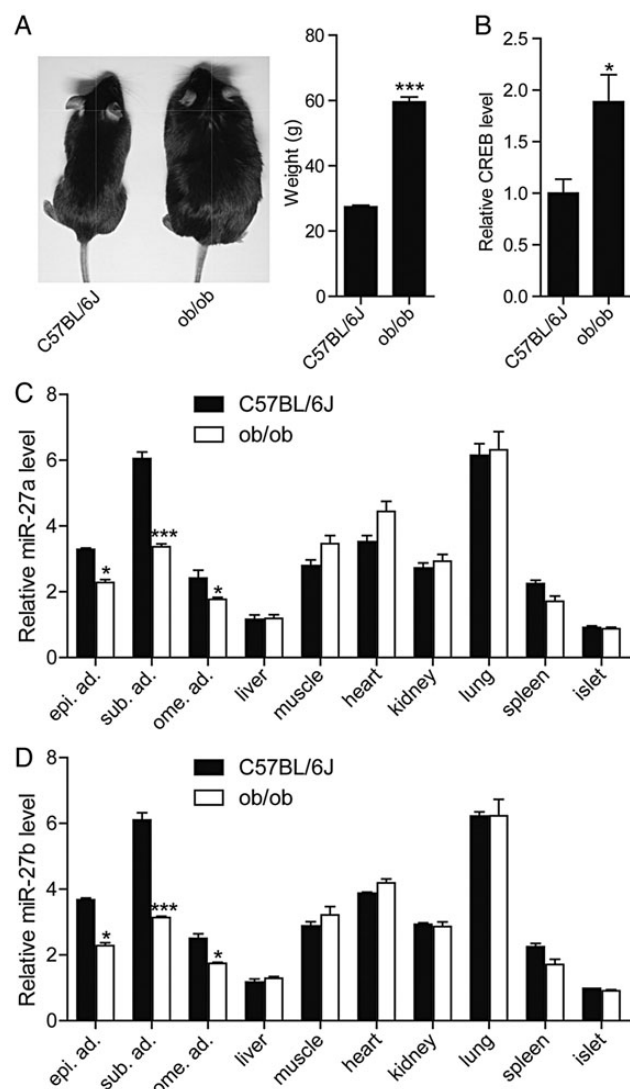 A
C57BL/6J
ob/ob
Weight (g)
80
60
40
20
0
***
C57BL/6J
ob/ob
B
Relative CREB level
2.5
2.0
1.5
1.0
0.5
0.0
*
C57BL/6J
ob/ob
C
C57BL/6J
ob/ob
Relative miR-27a level
8
6
4
2
0
*
***
*
epi. ad.
sub. ad.
ome. ad.
liver
muscle
heart
kidney
lung
spleen
islet
D
C57BL/6J
ob/ob
Relative miR-27b level
8
6
4
2
0
*
***
*
epi. ad.
sub. ad.
ome. ad.
liver
muscle
heart
kidney
lung
spleen
islet